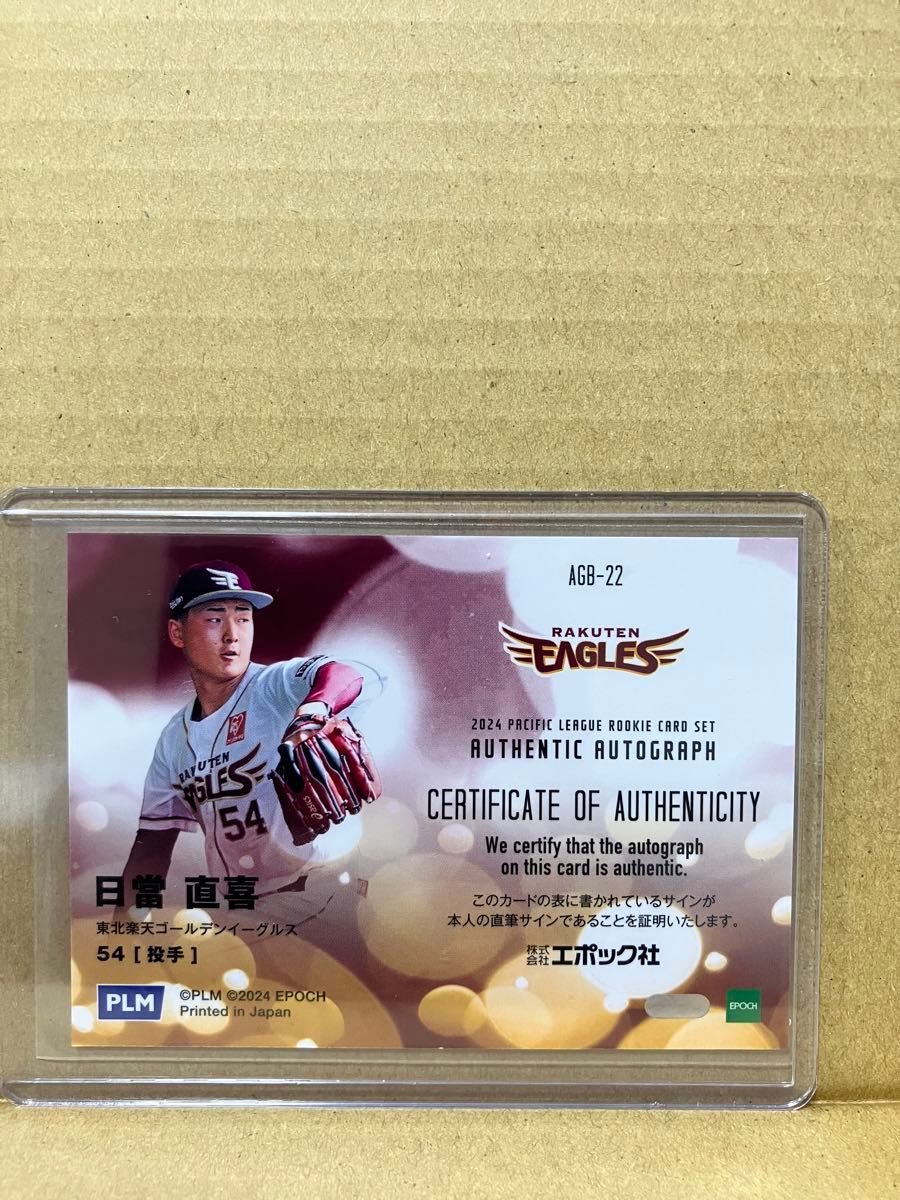 AGB-22
RAKUTEN
EAGLES
2024 PACIFIC LEAGUE ROOKIE CARD SET
AUTHENTIC AUTOGRAPH
CERTIFICATE OF AUTHENTICITY
We certify that the autograph
on this card is authentic.
このカードの表に書かれているサインが
本人の直筆サインであることを証明いたします。
株式会社エポック社
EPOCH
E
RAKUTEN
EAGLES
54
日當 直喜
東北楽天ゴールデンイーグルス
54 [ 投手 ]
PLM
©PLM ©2024 EPOCH
Printed in Japan